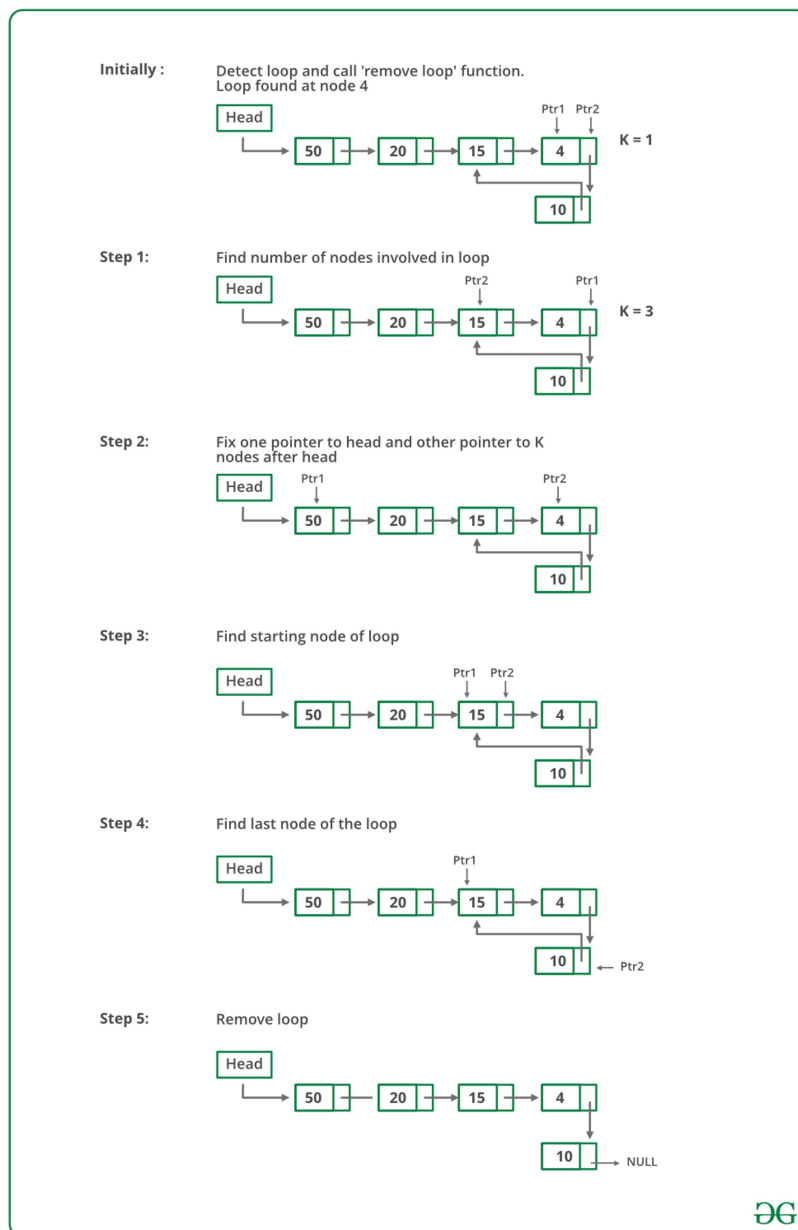 Initially :
Detect loop and call 'remove loop' function.
Loop found at node 4
Head
Ptr1 Ptr2
50 20 15 4
K = 1
10
Step 1:
Find number of nodes involved in loop
Head
Ptr2 Ptr1
50 20 15 4
K = 3
10
Step 2:
Fix one pointer to head and other pointer to K
nodes after head
Head
Ptr1 Ptr2
50 20 15 4
10
Step 3:
Find starting node of loop
Head
Ptr1 Ptr2
50 20 15 4
10
Step 4:
Find last node of the loop
Head
Ptr1
50 20 15 4
10
Ptr2
Step 5:
Remove loop
Head
50 20 15 4
10
NULL